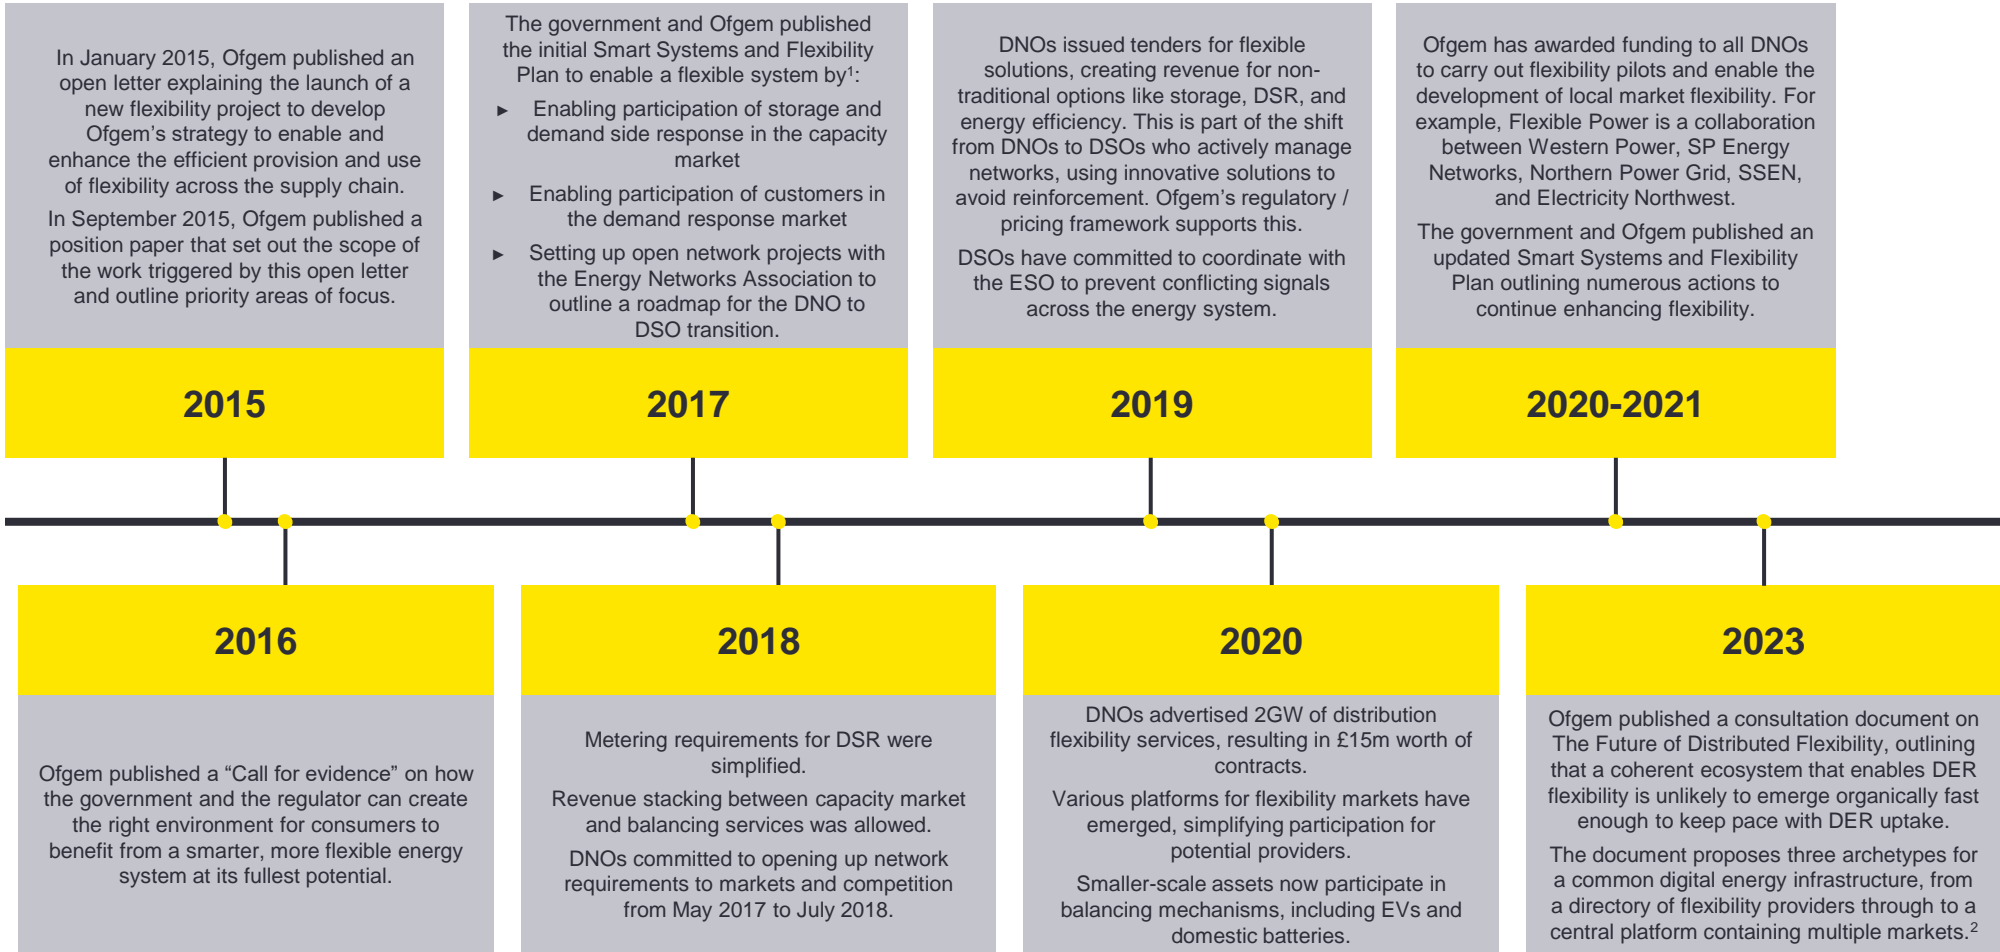 In January 2015, Ofgem published an
open letter explaining the launch of a
new flexibility project to develop
Ofgem's strategy to enable and
enhance the efficient provision and use
of flexibility across the supply chain.
In September 2015, Ofgem published a
position paper that set out the scope of
the work triggered by this open letter
and outline priority areas of focus.
2015
The government and Ofgem published
the initial Smart Systems and Flexibility
Plan to enable a flexible system by¹:
► Enabling participation of storage and
demand side response in the capacity
market
► Enabling participation of customers in
the demand response market
► Setting up open network projects with
the Energy Networks Association to
outline a roadmap for the DNO to
DSO transition.
2017
DNOs issued tenders for flexible
solutions, creating revenue for non-
traditional options like storage, DSR, and
energy efficiency. This is part of the shift
from DNOs to DSOs who actively manage
networks, using innovative solutions to
avoid reinforcement. Ofgem's regulatory /
pricing framework supports this.
DSOs have committed to coordinate with
the ESO to prevent conflicting signals
across the energy system.
2019
Ofgem has awarded funding to all DNOs
to carry out flexibility pilots and enable the
development of local market flexibility. For
example, Flexible Power is a collaboration
between Western Power, SP Energy
Networks, Northern Power Grid, SSEN,
and Electricity Northwest.
The government and Ofgem published an
updated Smart Systems and Flexibility
Plan outlining numerous actions to
continue enhancing flexibility.
2020-2021
2016
Ofgem published a “Call for evidence” on how
the government and the regulator can create
the right environment for consumers to
benefit from a smarter, more flexible energy
system at its fullest potential.
2018
Metering requirements for DSR were
simplified.
Revenue stacking between capacity market
and balancing services was allowed.
DNOs committed to opening up network
requirements to markets and competition
from May 2017 to July 2018.
2020
DNOs advertised 2GW of distribution
flexibility services, resulting in £15m worth of
contracts.
Various platforms for flexibility markets have
emerged, simplifying participation for
potential providers.
Smaller-scale assets now participate in
balancing mechanisms, including EVs and
domestic batteries.
2023
Ofgem published a consultation document on
The Future of Distributed Flexibility, outlining
that a coherent ecosystem that enables DER
flexibility is unlikely to emerge organically fast
enough to keep pace with DER uptake.
The document proposes three archetypes for
a common digital energy infrastructure, from
a directory of flexibility providers through to a
central platform containing multiple markets.²